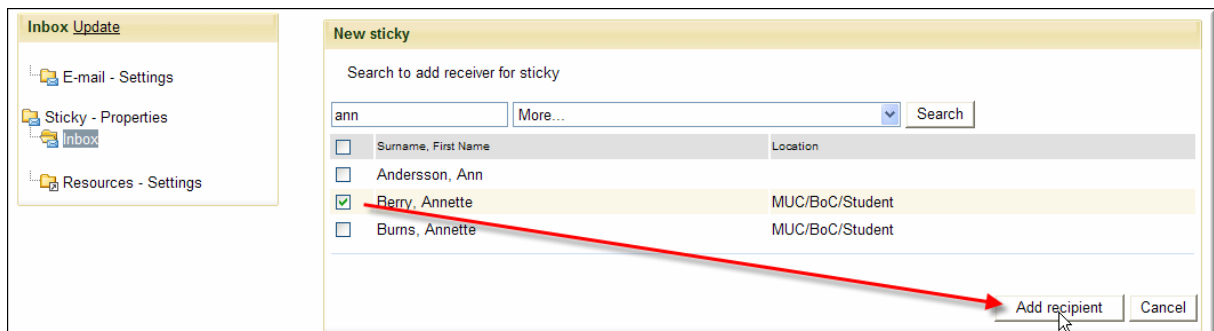 Inbox Update
E-mail - Settings
Sticky - Properties
Inbox
Resources - Settings
New sticky
Search to add receiver for sticky
ann More... Search
Surname, First Name Location
Andersson, Ann
Berry, Annette MUC/BoC/Student
Burns, Annette MUC/BoC/Student
Add recipient Cancel